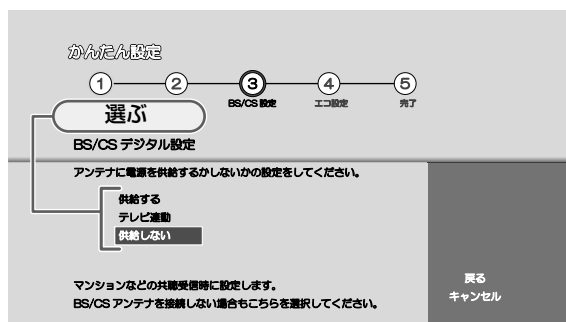 かんたん設定
1 2 3 4 5
BS/CS 設定 エコ設定 完了
選ぶ
BS/CS デジタル設定
アンテナに電源を供給するかしないかの設定をしてください。
供給する
テレビ連動
供給しない
マンションなどの共聴受信時に設定します。
BS/CS アンテナを接続しない場合もこちらを選択してください。
戻る
キャンセル